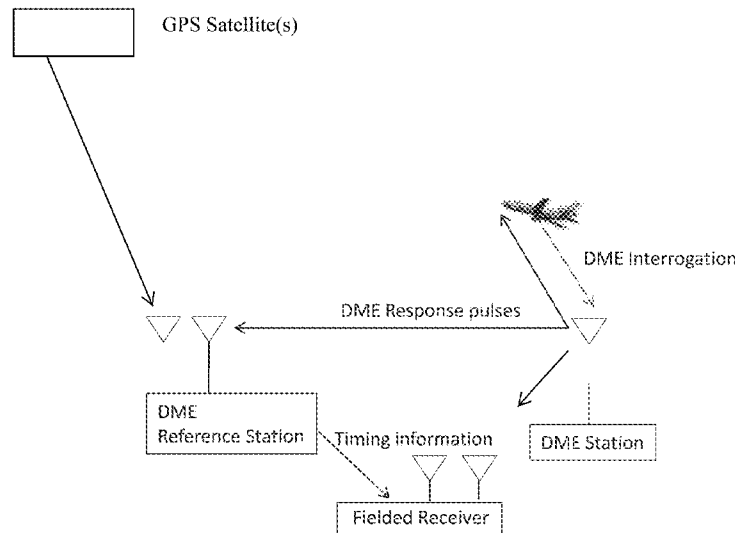 GPS Satellite(s)
DME Interrogation
DME Response pulses
DME
Reference Station
Timing information
DME Station
Fielded Receiver